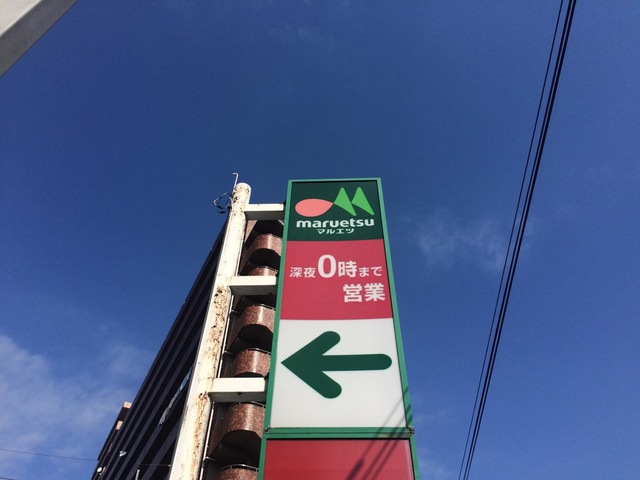 maruetsu
マルエツ
深夜0時まで
営業